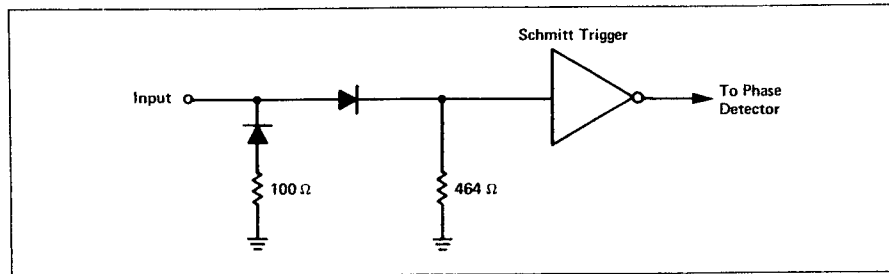 Schmitt Trigger
Input
To Phase
Detector
100 Ω
464 Ω